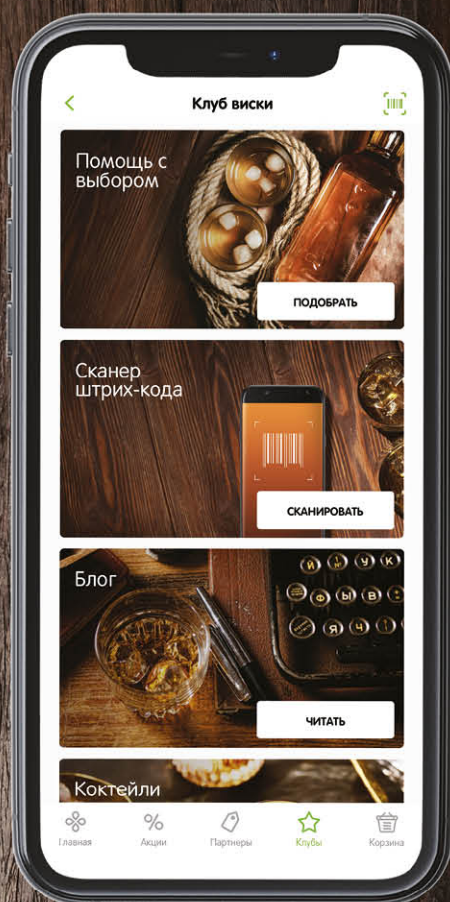 Клуб виски
Помощь с
выбором
ПОДОБРАТЬ
Сканер
штрих-кода
СКАНИРОВАТЬ
Блог
Й У К
Ф Ы В
Я Ч
ЧИТАТЬ
Коктейли
Главная
Акции
Партнеры
Клубы
Корзина